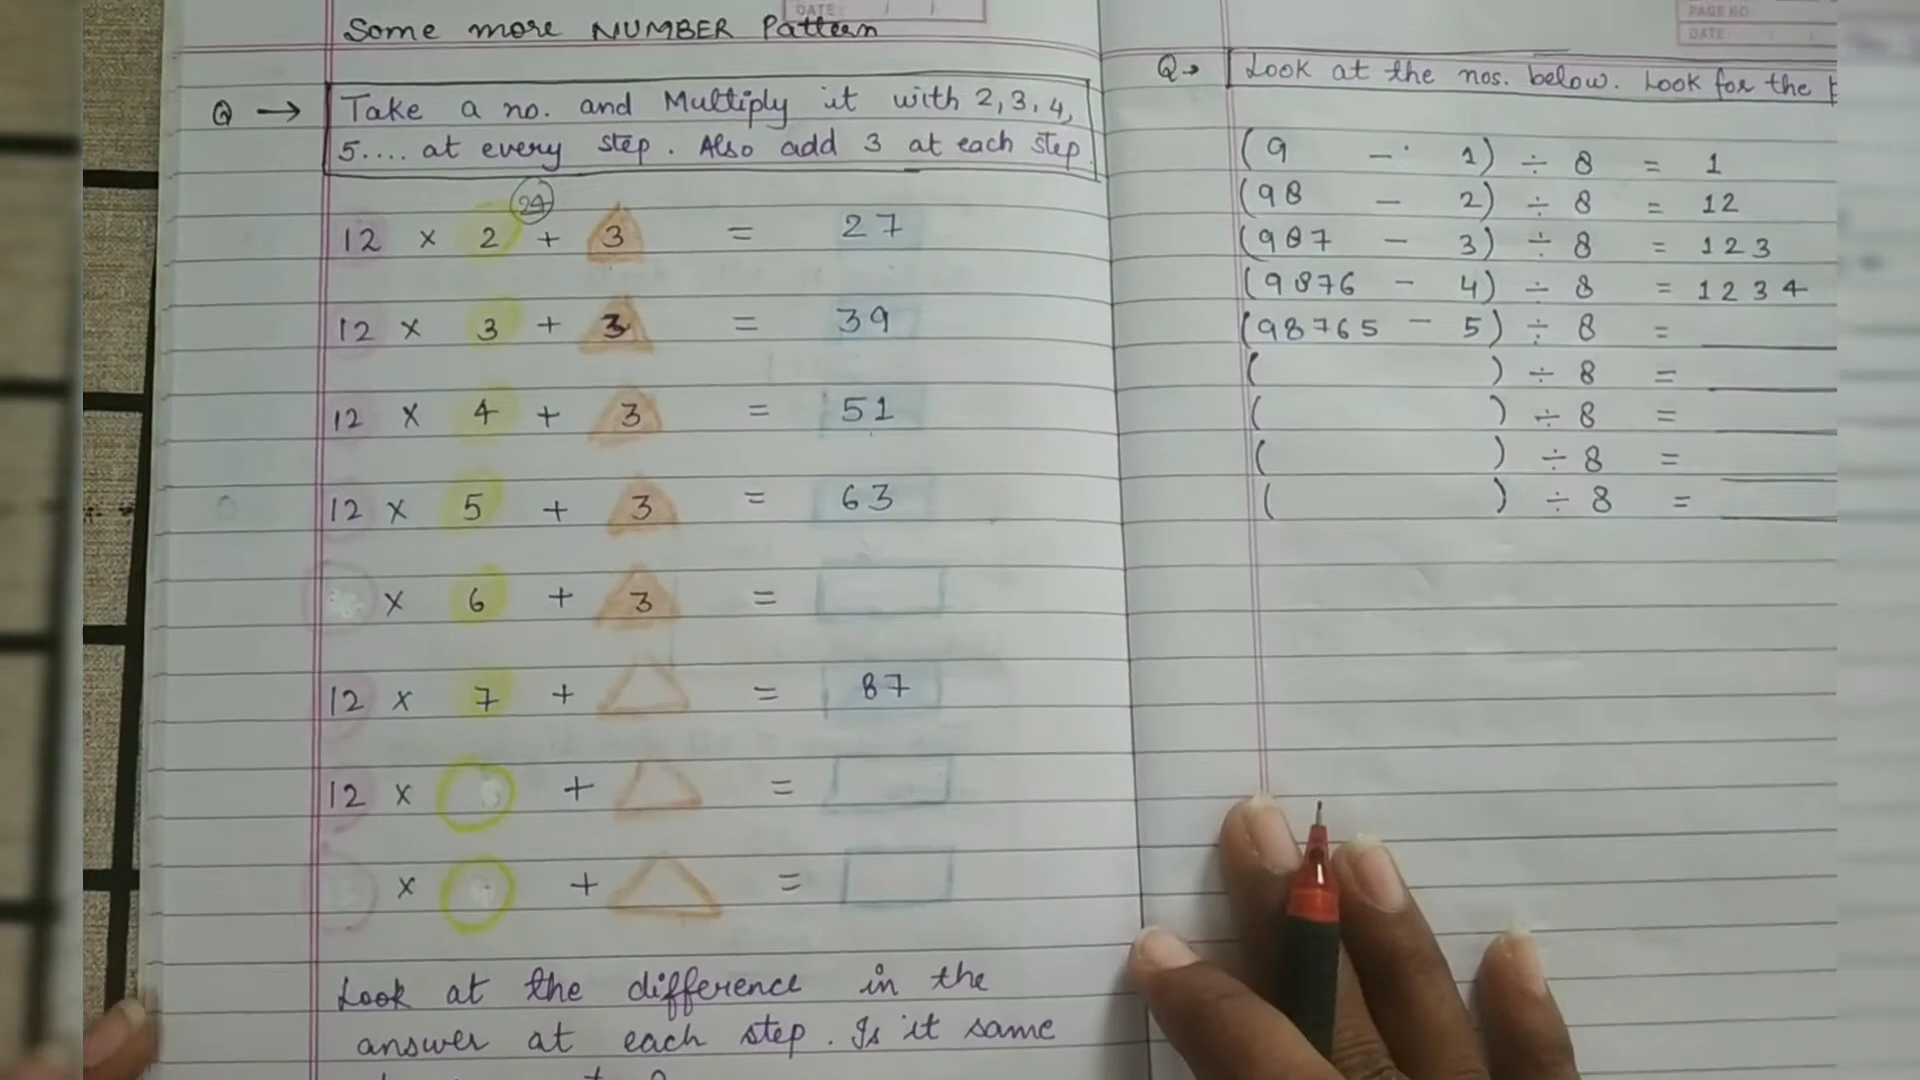 DATE:
Some more NUMBER Pattern
Q → Take a no. and Multiply it with 2, 3, 4,
5.... at every step. Also add 3 at each step
24
12 × 2 + 3 = 27
12 × 3 + 3 = 39
12 × 4 + 3 = 51
12 × 5 + 3 = 63
× 6 + 3 =
12 × 7 + = 87
12 × + =
× + =
Look at the difference in the
answer at each step. Is it same
PAGE NO
DATE:
Q→ Look at the nos. below. Look for the
(9 - 1) ÷ 8 = 1
(98 - 2) ÷ 8 = 12
(987 - 3) ÷ 8 = 123
(9876 - 4) ÷ 8 = 1234
(98765 - 5) ÷ 8 =
( ) ÷ 8 =
( ) ÷ 8 =
( ) ÷ 8 =
( ) ÷ 8 =